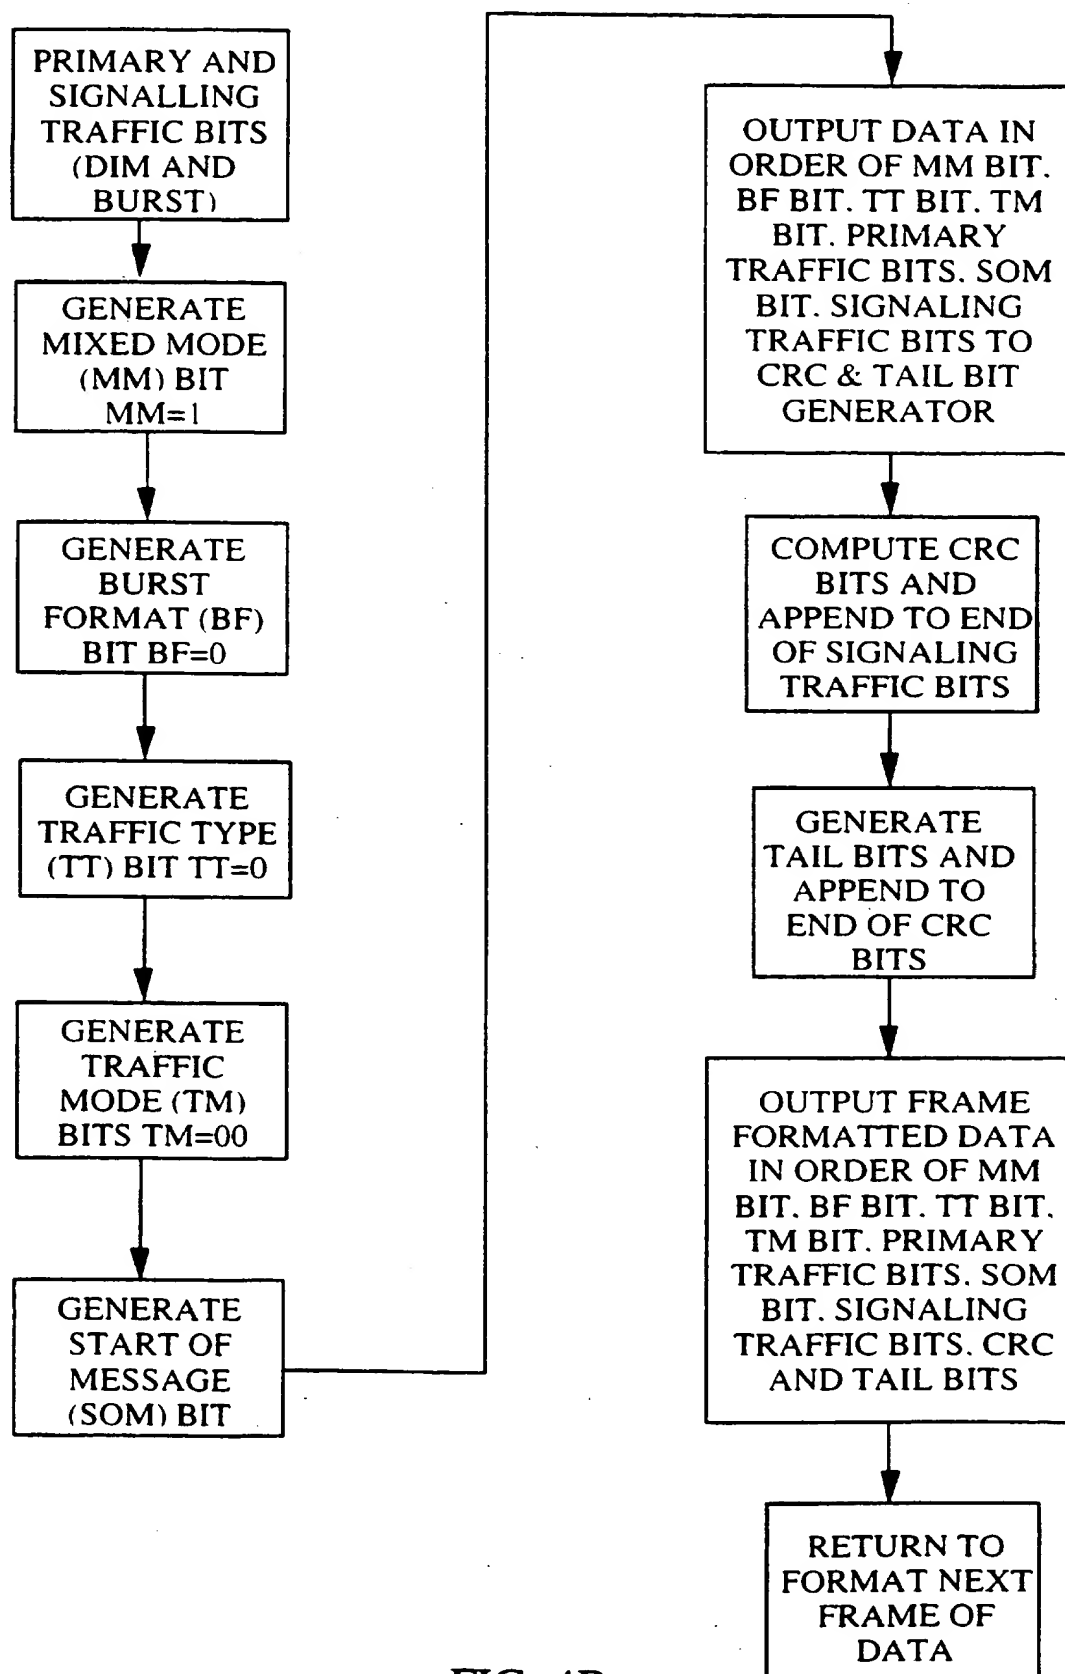 PRIMARY AND
SIGNALLING
TRAFFIC BITS
(DIM AND
BURST)
GENERATE
MIXED MODE
(MM) BIT
MM=1
GENERATE
BURST
FORMAT (BF)
BIT BF=0
GENERATE
TRAFFIC TYPE
(TT) BIT TT=0
GENERATE
TRAFFIC
MODE (TM)
BITS TM=00
GENERATE
START OF
MESSAGE
(SOM) BIT
OUTPUT DATA IN
ORDER OF MM BIT.
BF BIT. TT BIT. TM
BIT. PRIMARY
TRAFFIC BITS. SOM
BIT. SIGNALING
TRAFFIC BITS TO
CRC & TAIL BIT
GENERATOR
COMPUTE CRC
BITS AND
APPEND TO END
OF SIGNALING
TRAFFIC BITS
GENERATE
TAIL BITS AND
APPEND TO
END OF CRC
BITS
OUTPUT FRAME
FORMATTED DATA
IN ORDER OF MM
BIT. BF BIT. TT BIT.
TM BIT. PRIMARY
TRAFFIC BITS. SOM
BIT. SIGNALING
TRAFFIC BITS. CRC
AND TAIL BITS
RETURN TO
FORMAT NEXT
FRAME OF
DATA